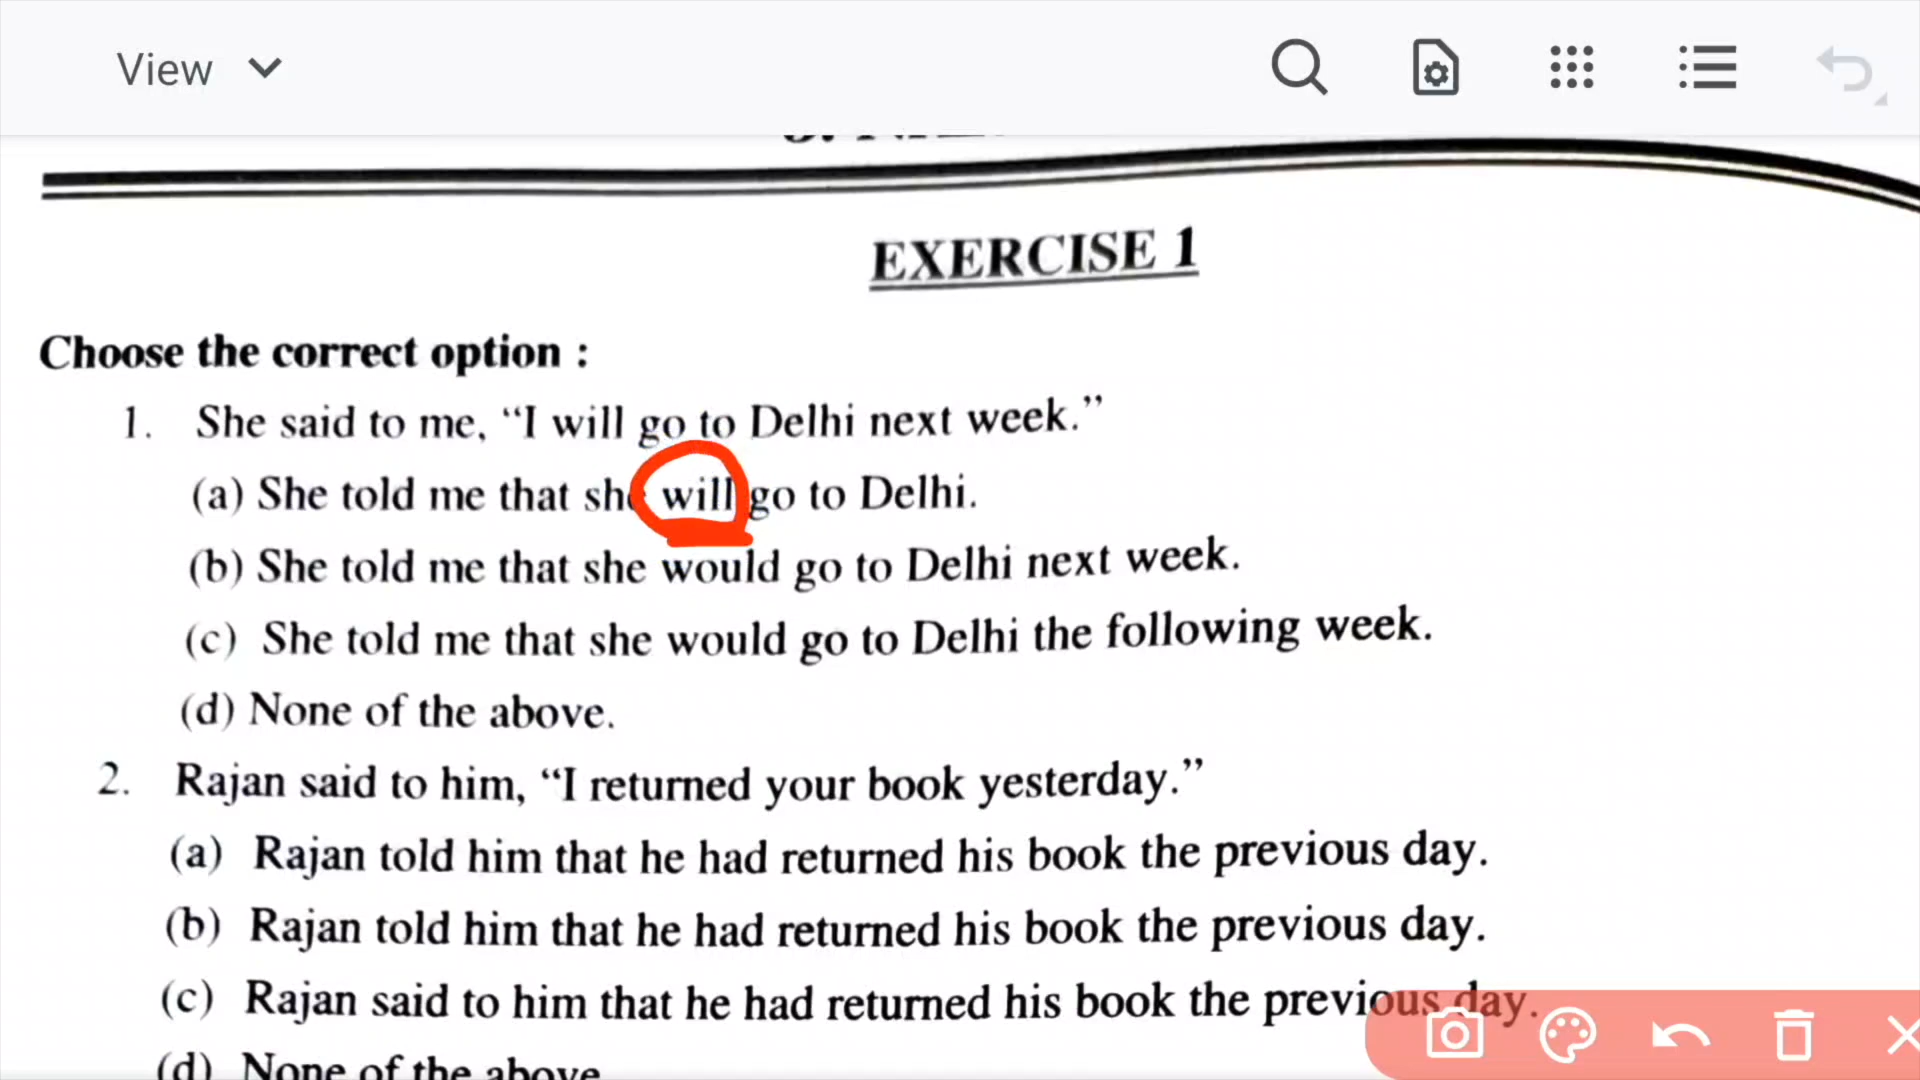 View
EXERCISE 1
Choose the correct option :
1. She said to me, “I will go to Delhi next week.”
(a) She told me that she will go to Delhi.
(b) She told me that she would go to Delhi next week.
(c) She told me that she would go to Delhi the following week.
(d) None of the above.
2. Rajan said to him, “I returned your book yesterday.”
(a) Rajan told him that he had returned his book the previous day.
(b) Rajan told him that he had returned his book the previous day.
(c) Rajan said to him that he had returned his book the previous day.
(d) None of the above